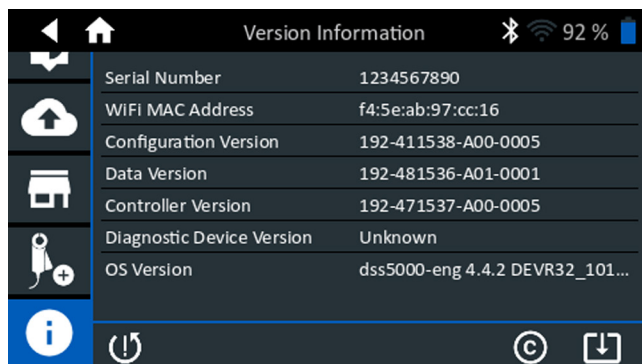 Version Information 92 %
Serial Number 1234567890
WiFi MAC Address f4:5e:ab:97:cc:16
Configuration Version 192-411538-A00-0005
Data Version 192-481536-A01-0001
Controller Version 192-471537-A00-0005
Diagnostic Device Version Unknown
OS Version dss5000-eng 4.4.2 DEVR32_101...
i
©